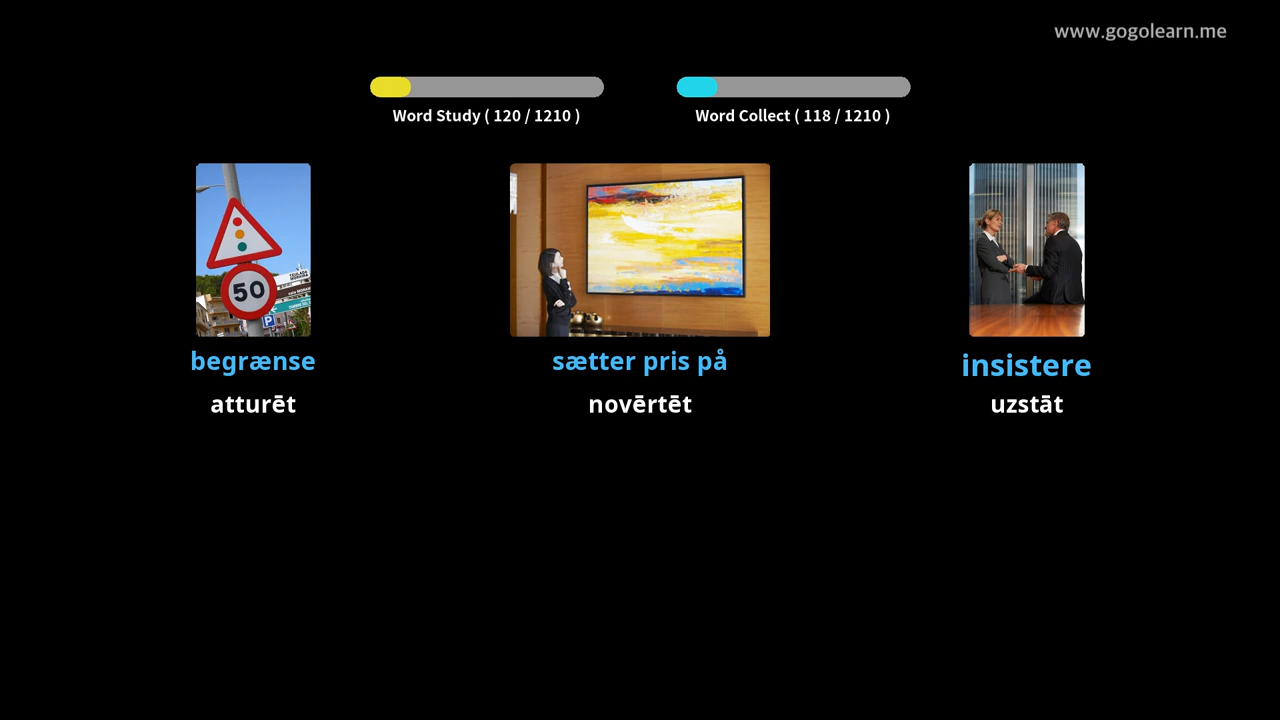 www.gogolearn.me
Word Study ( 120 / 1210 )
Word Collect ( 118 / 1210 )
50
P
begrænse
sætter pris på
insistere
atturēt
novērtēt
uzstāt